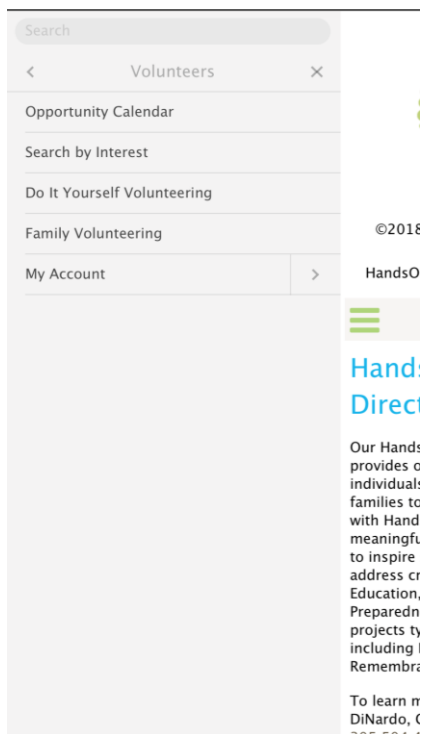 Search
Volunteers
Opportunity Calendar
Search by Interest
Do It Yourself Volunteering
Family Volunteering
My Account
©2018
HandsO
Hands
Direct
Our Hands
provides o
individuals
families to
with Hand
meaningfu
to inspire
address cr
Education,
Preparedn
projects ty
including
Remembra
To learn m
DiNardo, C